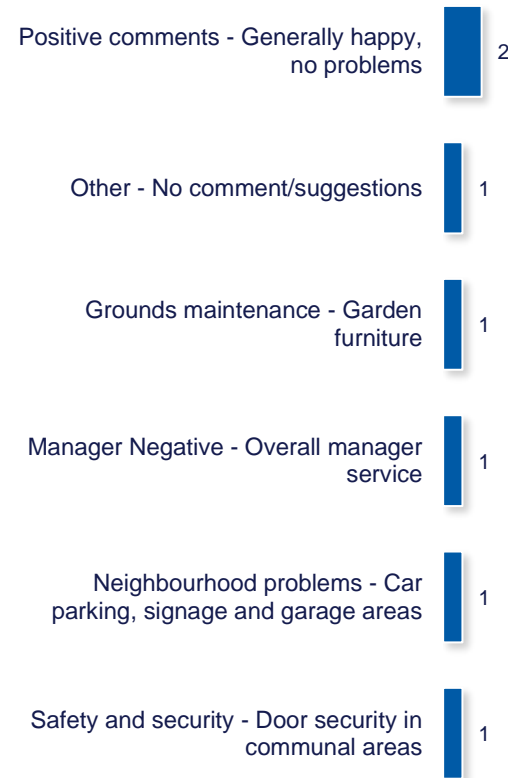 Positive comments - Generally happy,
no problems
2
Other - No comment/suggestions
1
Grounds maintenance - Garden
furniture
1
Manager Negative - Overall manager
service
1
Neighbourhood problems - Car
parking, signage and garage areas
1
Safety and security - Door security in
communal areas
1